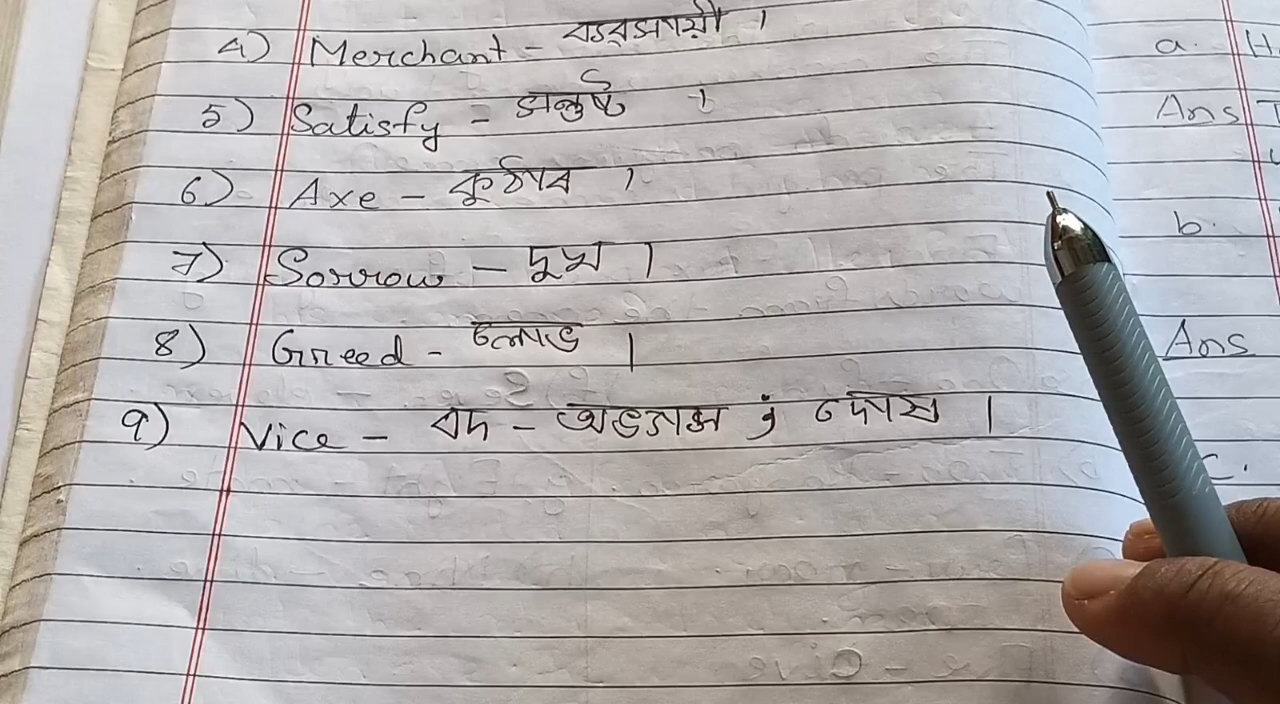 4) Merchant - ব্যবসায়ী ।
5) Satisfy - সন্তুষ্ট ।
6) Axe - কুঠাৰ ।
7) Sorrow - দুখ ।
8) Greed - লোভ ।
9) Vice - বদ - অভ্যাস ; দোষ ।
a. H
Ans T
b.
Ans
c.